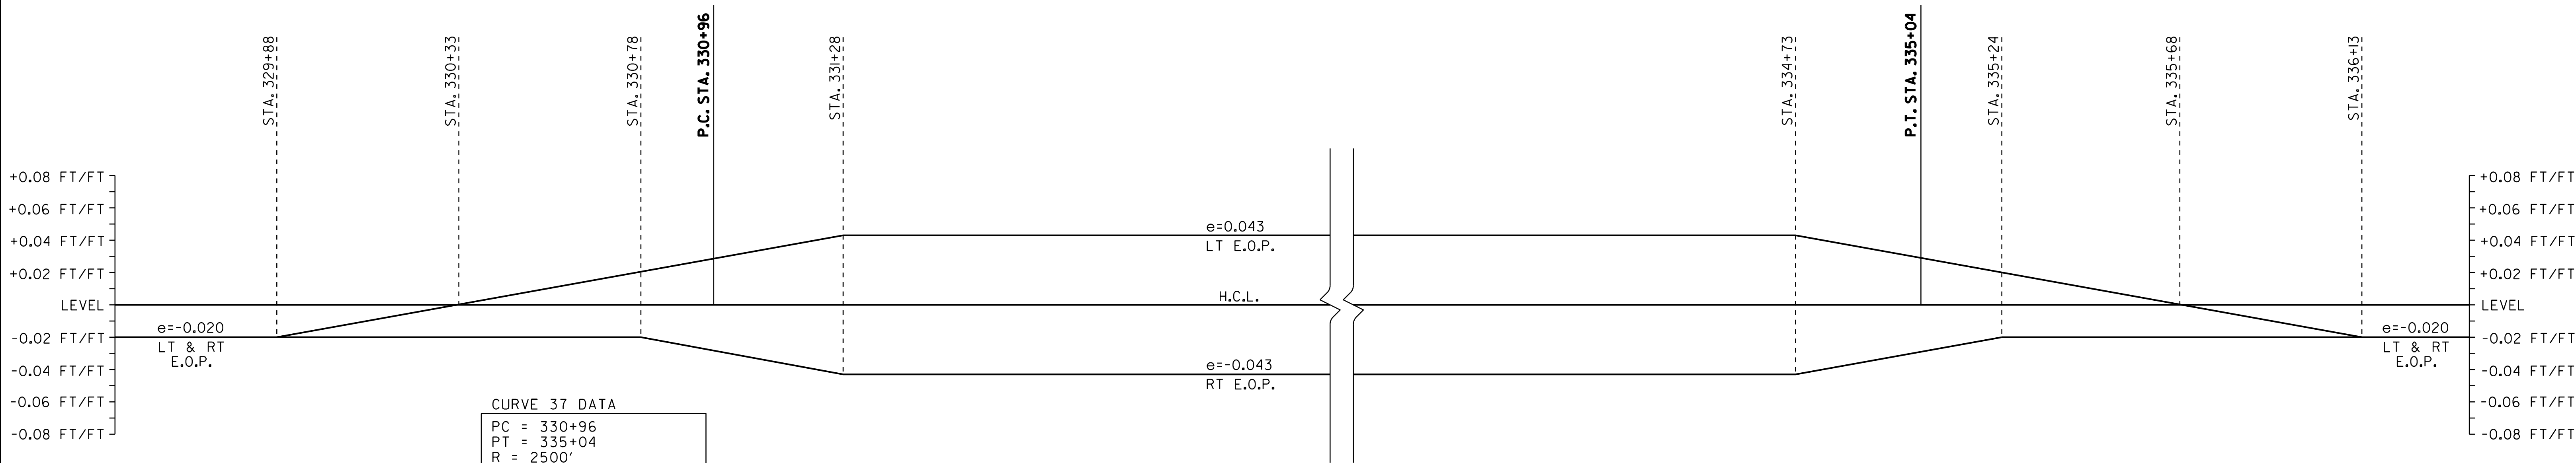 STA. 329+88
STA. 330+33
STA. 330+78
P.C. STA. 330+96
STA. 331+28
STA. 334+73
P.T. STA. 335+04
STA. 335+24
STA. 335+68
STA. 336+13
+0.08 FT/FT
+0.06 FT/FT
+0.04 FT/FT
+0.02 FT/FT
LEVEL
-0.02 FT/FT
-0.04 FT/FT
-0.06 FT/FT
-0.08 FT/FT
e=-0.020
LT & RT
E.O.P.
e=0.043
LT E.O.P.
H.C.L.
e=-0.043
RT E.O.P.
e=-0.020
LT & RT
E.O.P.
+0.08 FT/FT
+0.06 FT/FT
+0.04 FT/FT
+0.02 FT/FT
LEVEL
-0.02 FT/FT
-0.04 FT/FT
-0.06 FT/FT
-0.08 FT/FT
CURVE 37 DATA
PC = 330+96
PT = 335+04
R = 2500'